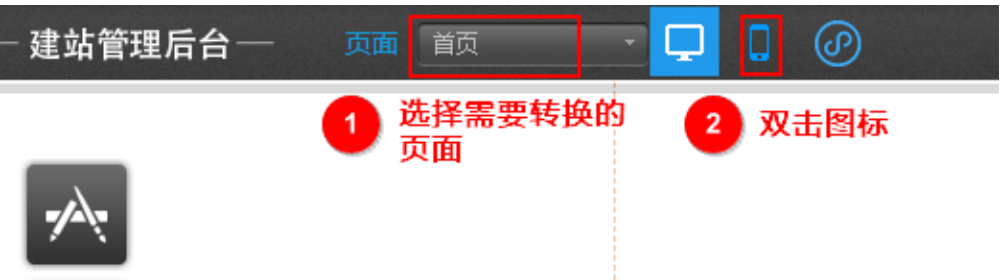 建站管理后台
页面 首页
1 选择需要转换的
页面
2 双击图标